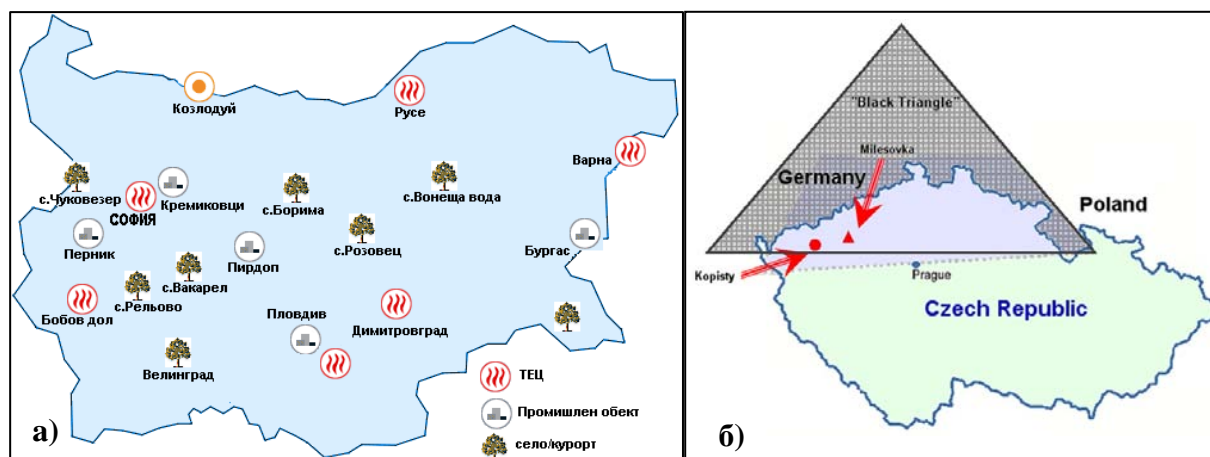 Козлодуй
Русе
Варна
с.Чуковезер
СОФИЯ
Кремиковци
с.Борима
с.Вонеща вода
Перник
Пирдоп
с.Розовец
Бургас
с.Вакарел
с.Рельово
Бобов дол
Пловдив
Димитровград
Велинград
ТЕЦ
Промишлен обект
село/курорт
а)
"Black Triangle"
Milesovka
Germany
Poland
Kopisty
Prague
Czech Republic
б)